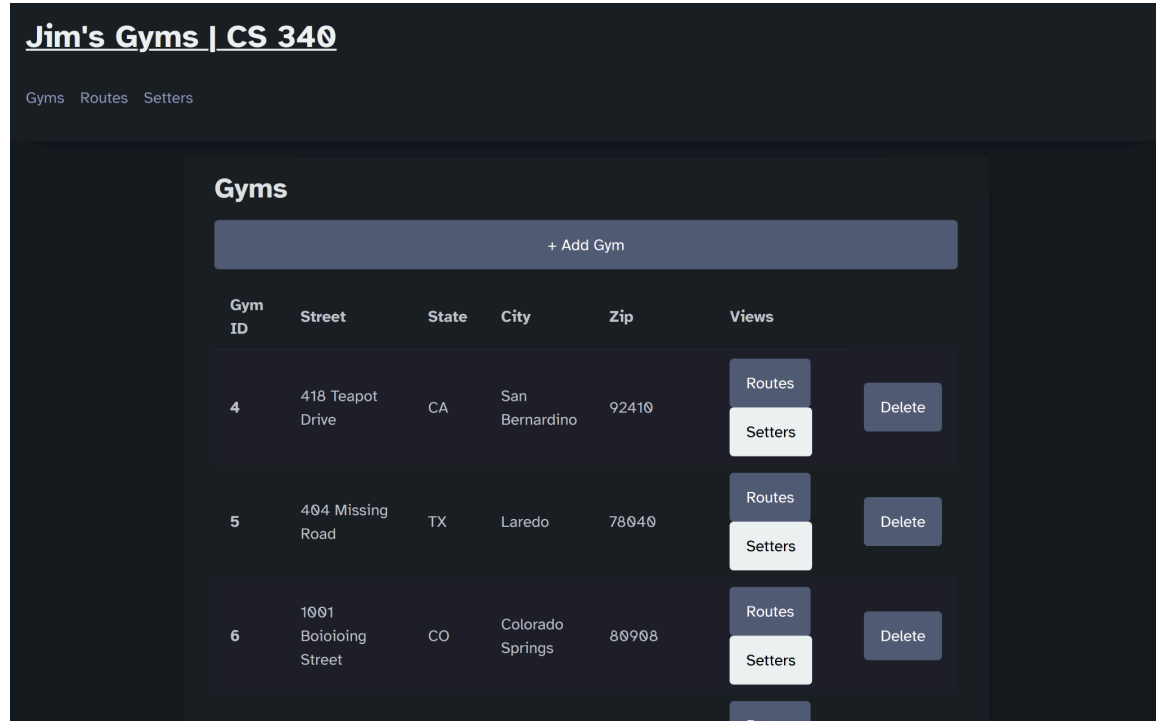 Jim's Gyms | CS 340
Gyms Routes Setters
Gyms
+ Add Gym
Gym
ID
Street State City Zip Views
4
418 Teapot
Drive
CA
San
Bernardino
92410
Routes
Setters
Delete
5
404 Missing
Road
TX
Laredo
78040
Routes
Setters
Delete
6
1001
Boioioing
Street
CO
Colorado
Springs
80908
Routes
Setters
Delete
Routes